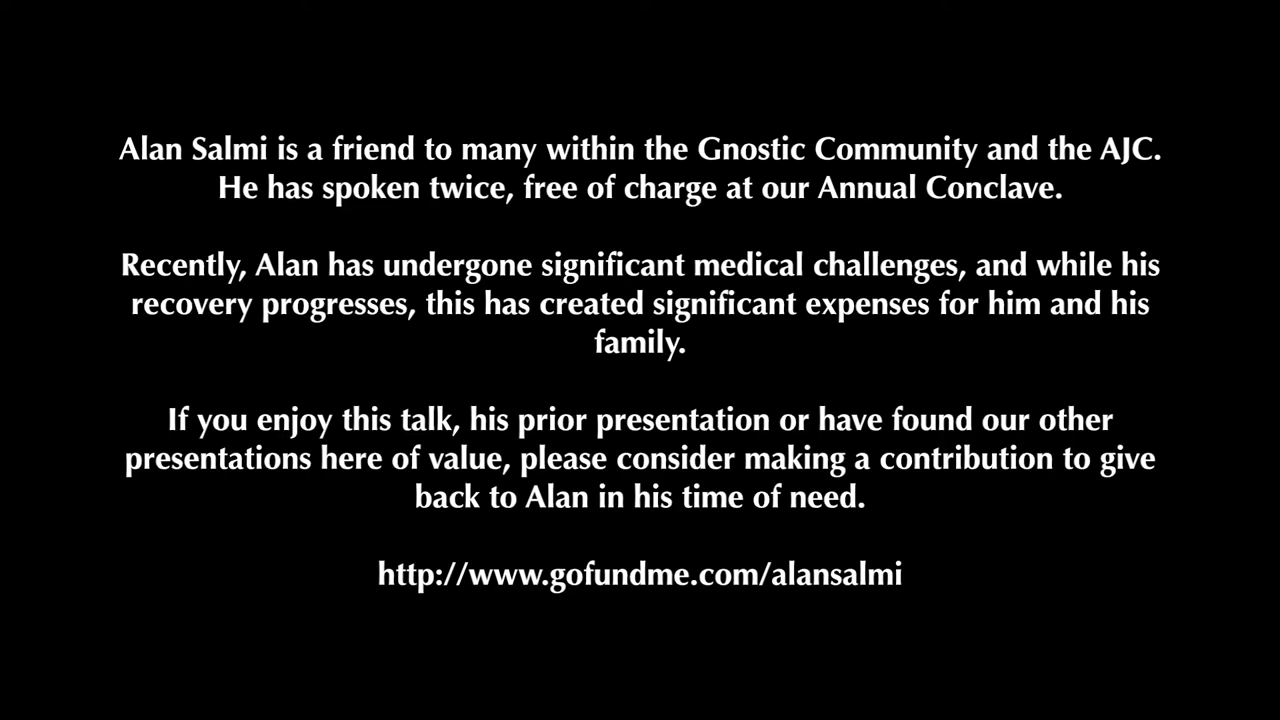 Alan Salmi is a friend to many within the Gnostic Community and the AJC.
He has spoken twice, free of charge at our Annual Conclave.
Recently, Alan has undergone significant medical challenges, and while his
recovery progresses, this has created significant expenses for him and his
family.
If you enjoy this talk, his prior presentation or have found our other
presentations here of value, please consider making a contribution to give
back to Alan in his time of need.
http://www.gofundme.com/alansalmi